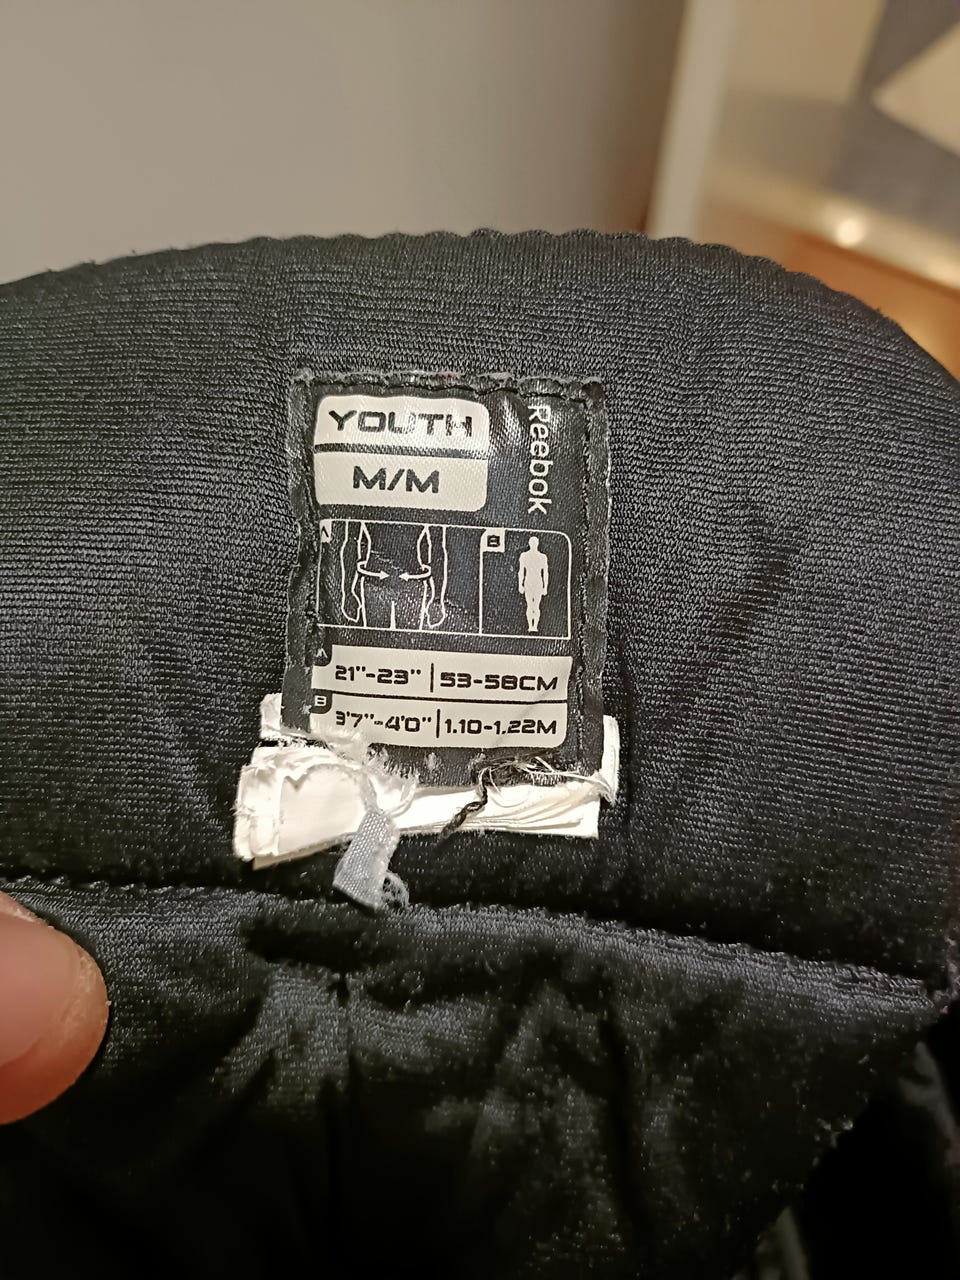 YOUTH
M/M
Reebok
A
B
A
21"-23" | 53-58CM
B
3'7"-4'0" | 1.10-1.22M